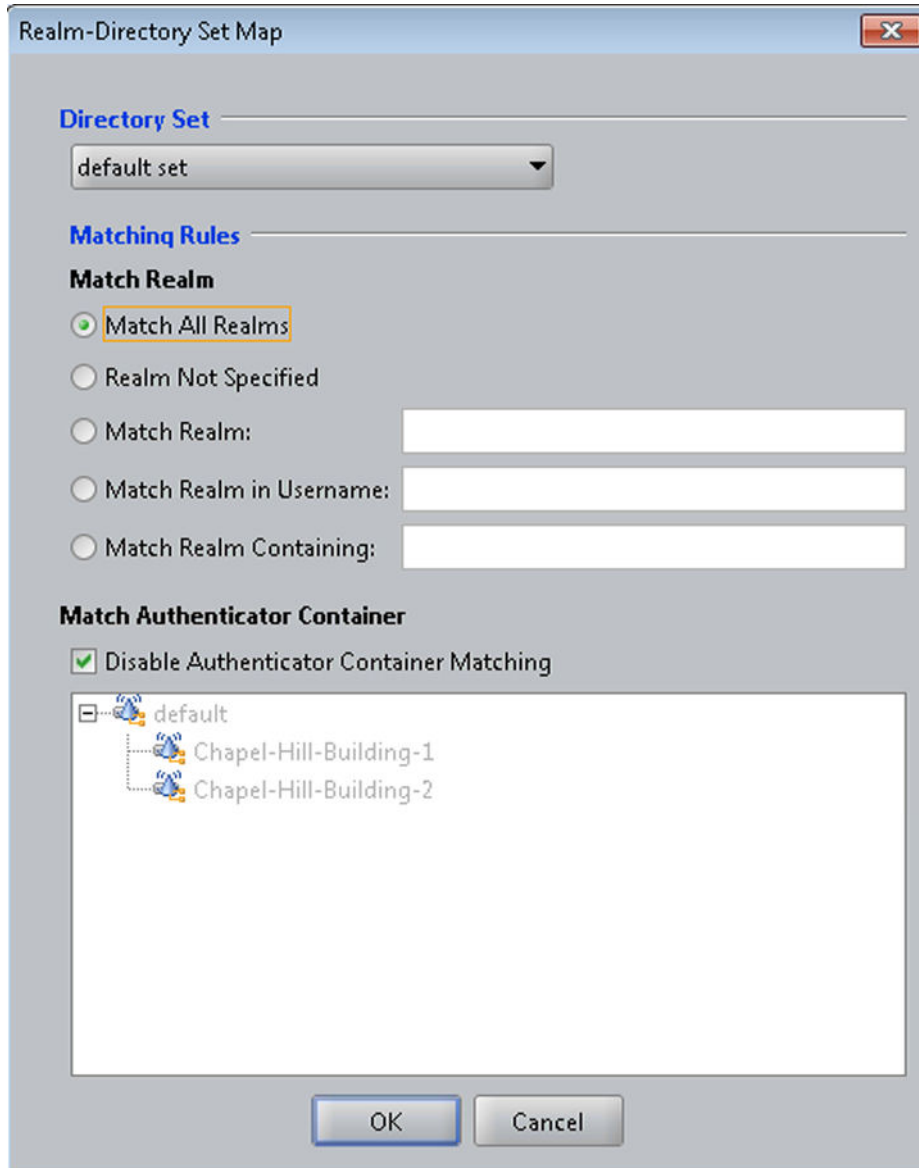 Realm-Directory Set Map
Directory Set
default set
Matching Rules
Match Realm
Match All Realms
Realm Not Specified
Match Realm:
Match Realm in Username:
Match Realm Containing:
Match Authenticator Container
Disable Authenticator Container Matching
default
Chapel-Hill-Building-1
Chapel-Hill-Building-2
OK Cancel